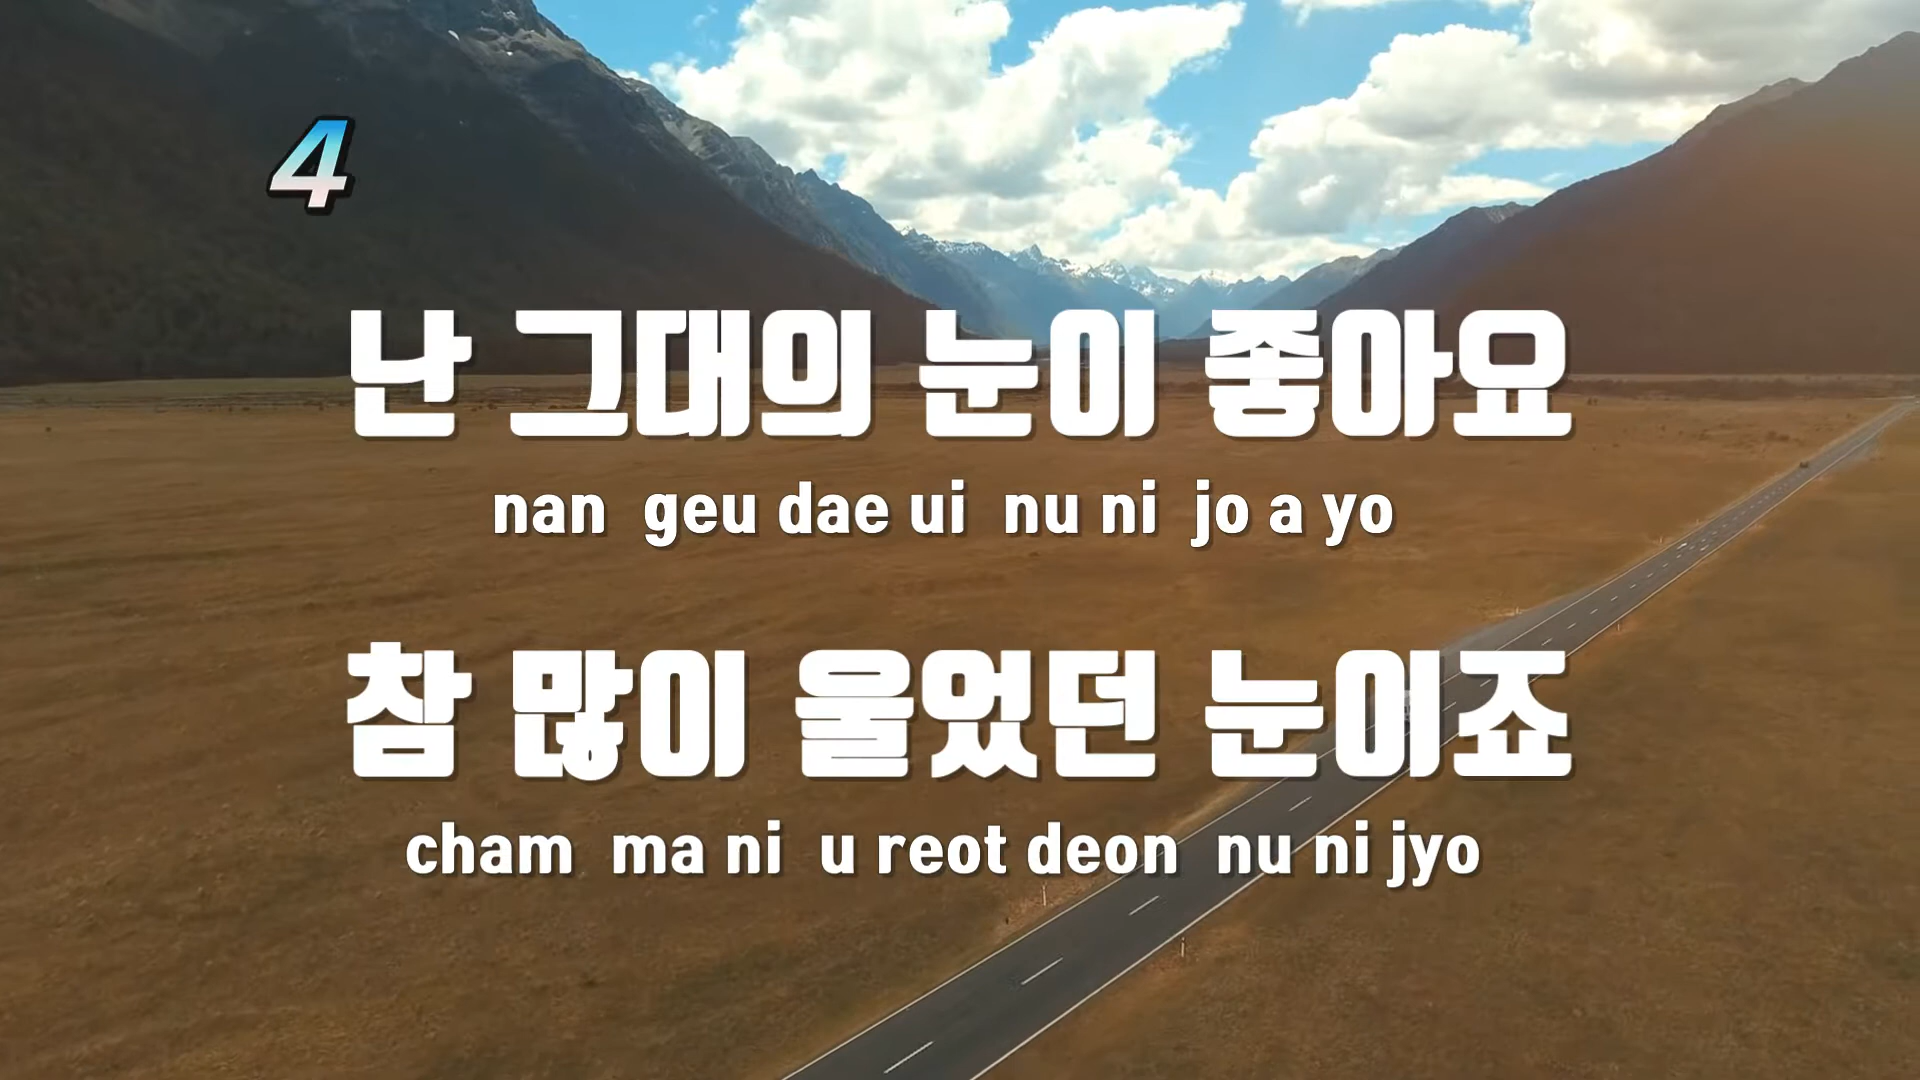 4
난 그대의 눈이 좋아요
nan geu dae ui nu ni jo a yo
참 많이 울었던 눈이죠
cham ma ni u reot deon nu ni jyo